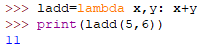 >>> ladd=lambda x,y: x+y
>>> print(ladd(5,6))
11